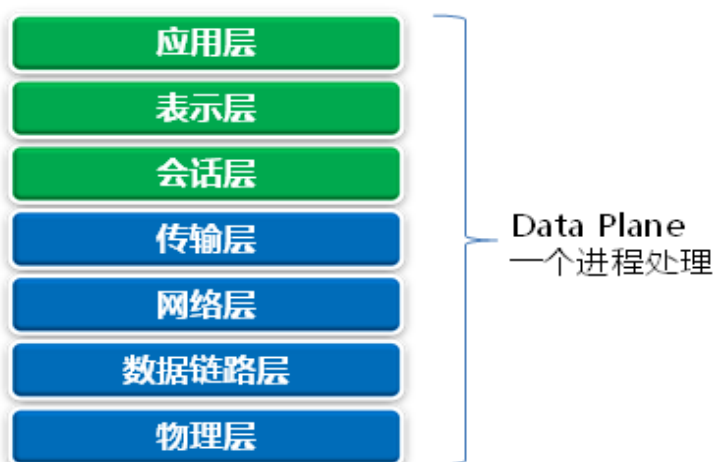 应用层
表示层
会话层
传输层
网络层
数据链路层
物理层
Data Plane
一个进程处理